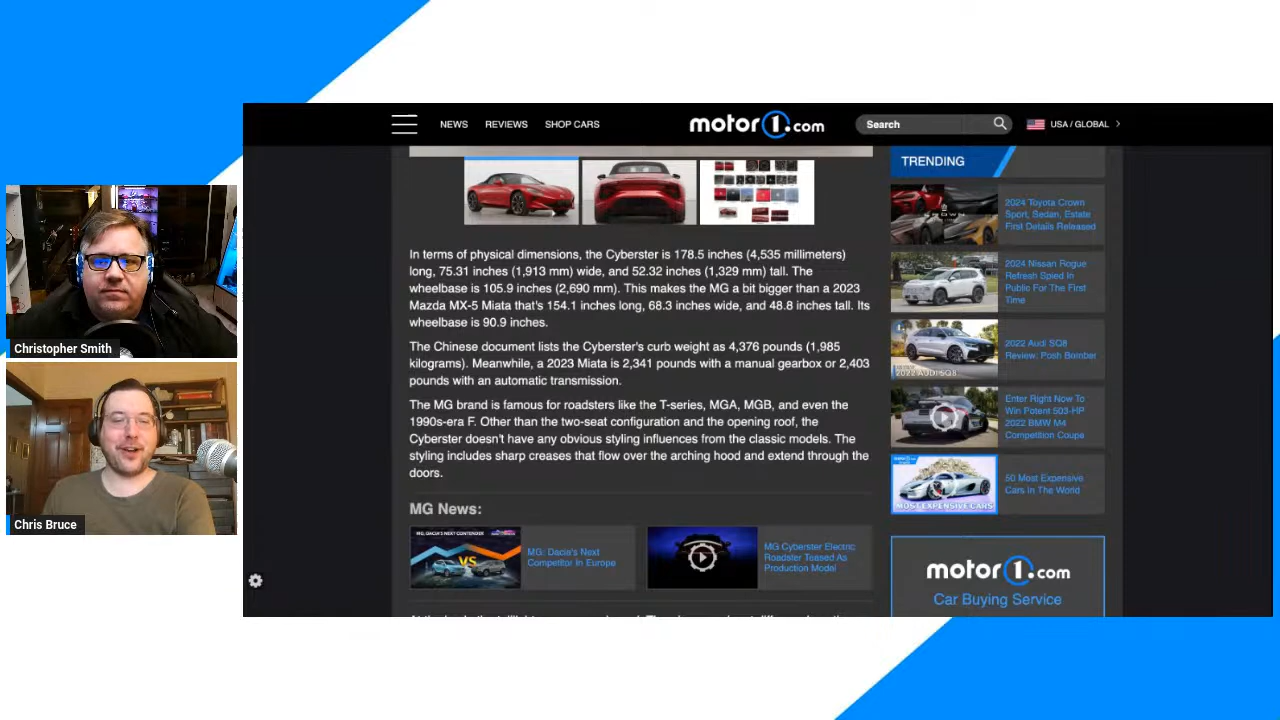 NEWS REVIEWS SHOP CARS
motor1.com
Search
USA / GLOBAL
In terms of physical dimensions, the Cyberster is 178.5 inches (4,535 millimeters)
long, 75.31 inches (1,913 mm) wide, and 52.32 inches (1,329 mm) tall. The
wheelbase is 105.9 inches (2,690 mm). This makes the MG a bit bigger than a 2023
Mazda MX-5 Miata that's 154.1 inches long, 68.3 inches wide, and 48.8 inches tall. Its
wheelbase is 90.9 inches.
The Chinese document lists the Cyberster's curb weight as 4,376 pounds (1,985
kilograms). Meanwhile, a 2023 Miata is 2,341 pounds with a manual gearbox or 2,403
pounds with an automatic transmission.
The MG brand is famous for roadsters like the T-series, MGA, MGB, and even the
1990s-era F. Other than the two-seat configuration and the opening roof, the
Cyberster doesn't have any obvious styling influences from the classic models. The
styling includes sharp creases that flow over the arching hood and extend through the
doors.
MG News:
MG, DACIA'S NEXT CONTENDER
VS
MG: Dacia's Next
Competitor In Europe
MG Cyberster Electric
Roadster Teased As
Production Model
TRENDING
CROWN
2024 Toyota Crown
Sport, Sedan, Estate
First Details Released
2024 Nissan Rogue
Refresh Spied In
Public For The First
Time
2022 AUDI SQ8
2022 Audi SQ8
Review: Posh Bomber
Enter Right Now To
Win Potent 503-HP
2022 BMW M4
Competition Coupe
MOST EXPENSIVE CARS
50 Most Expensive
Cars In The World
motor1.com
Car Buying Service
Christopher Smith
Chris Bruce